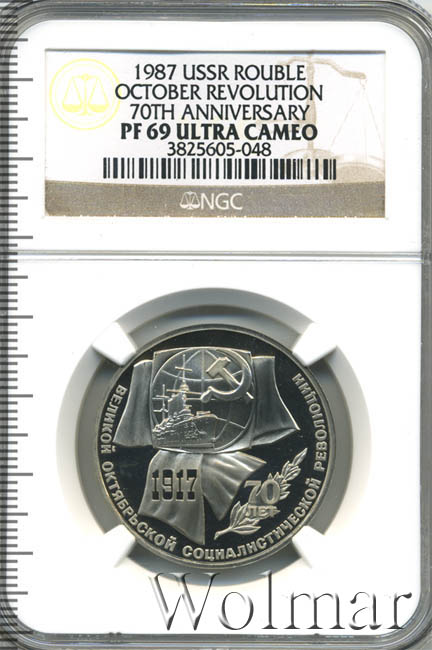 1987 USSR ROUBLE
OCTOBER REVOLUTION
70TH ANNIVERSARY
PF 69 ULTRA CAMEO
3825605-048
NGC
1917
70
ЛЕТ
ВЕЛИКОЙ ОКТЯБРЬСКОЙ СОЦИАЛИСТИЧЕСКОЙ РЕВОЛЮЦИИ
Wolmar